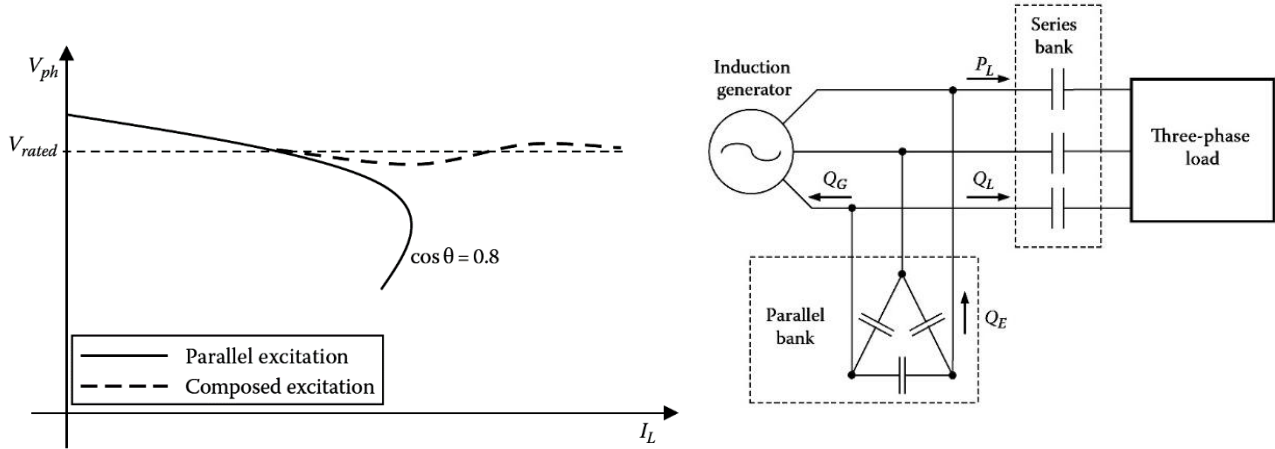 V_ph
V_rated
cos θ = 0.8
Parallel excitation
Composed excitation
I_L
Series
bank
P_L
Induction
generator
Three-phase
load
Q_G
Q_L
Parallel
bank
Q_E